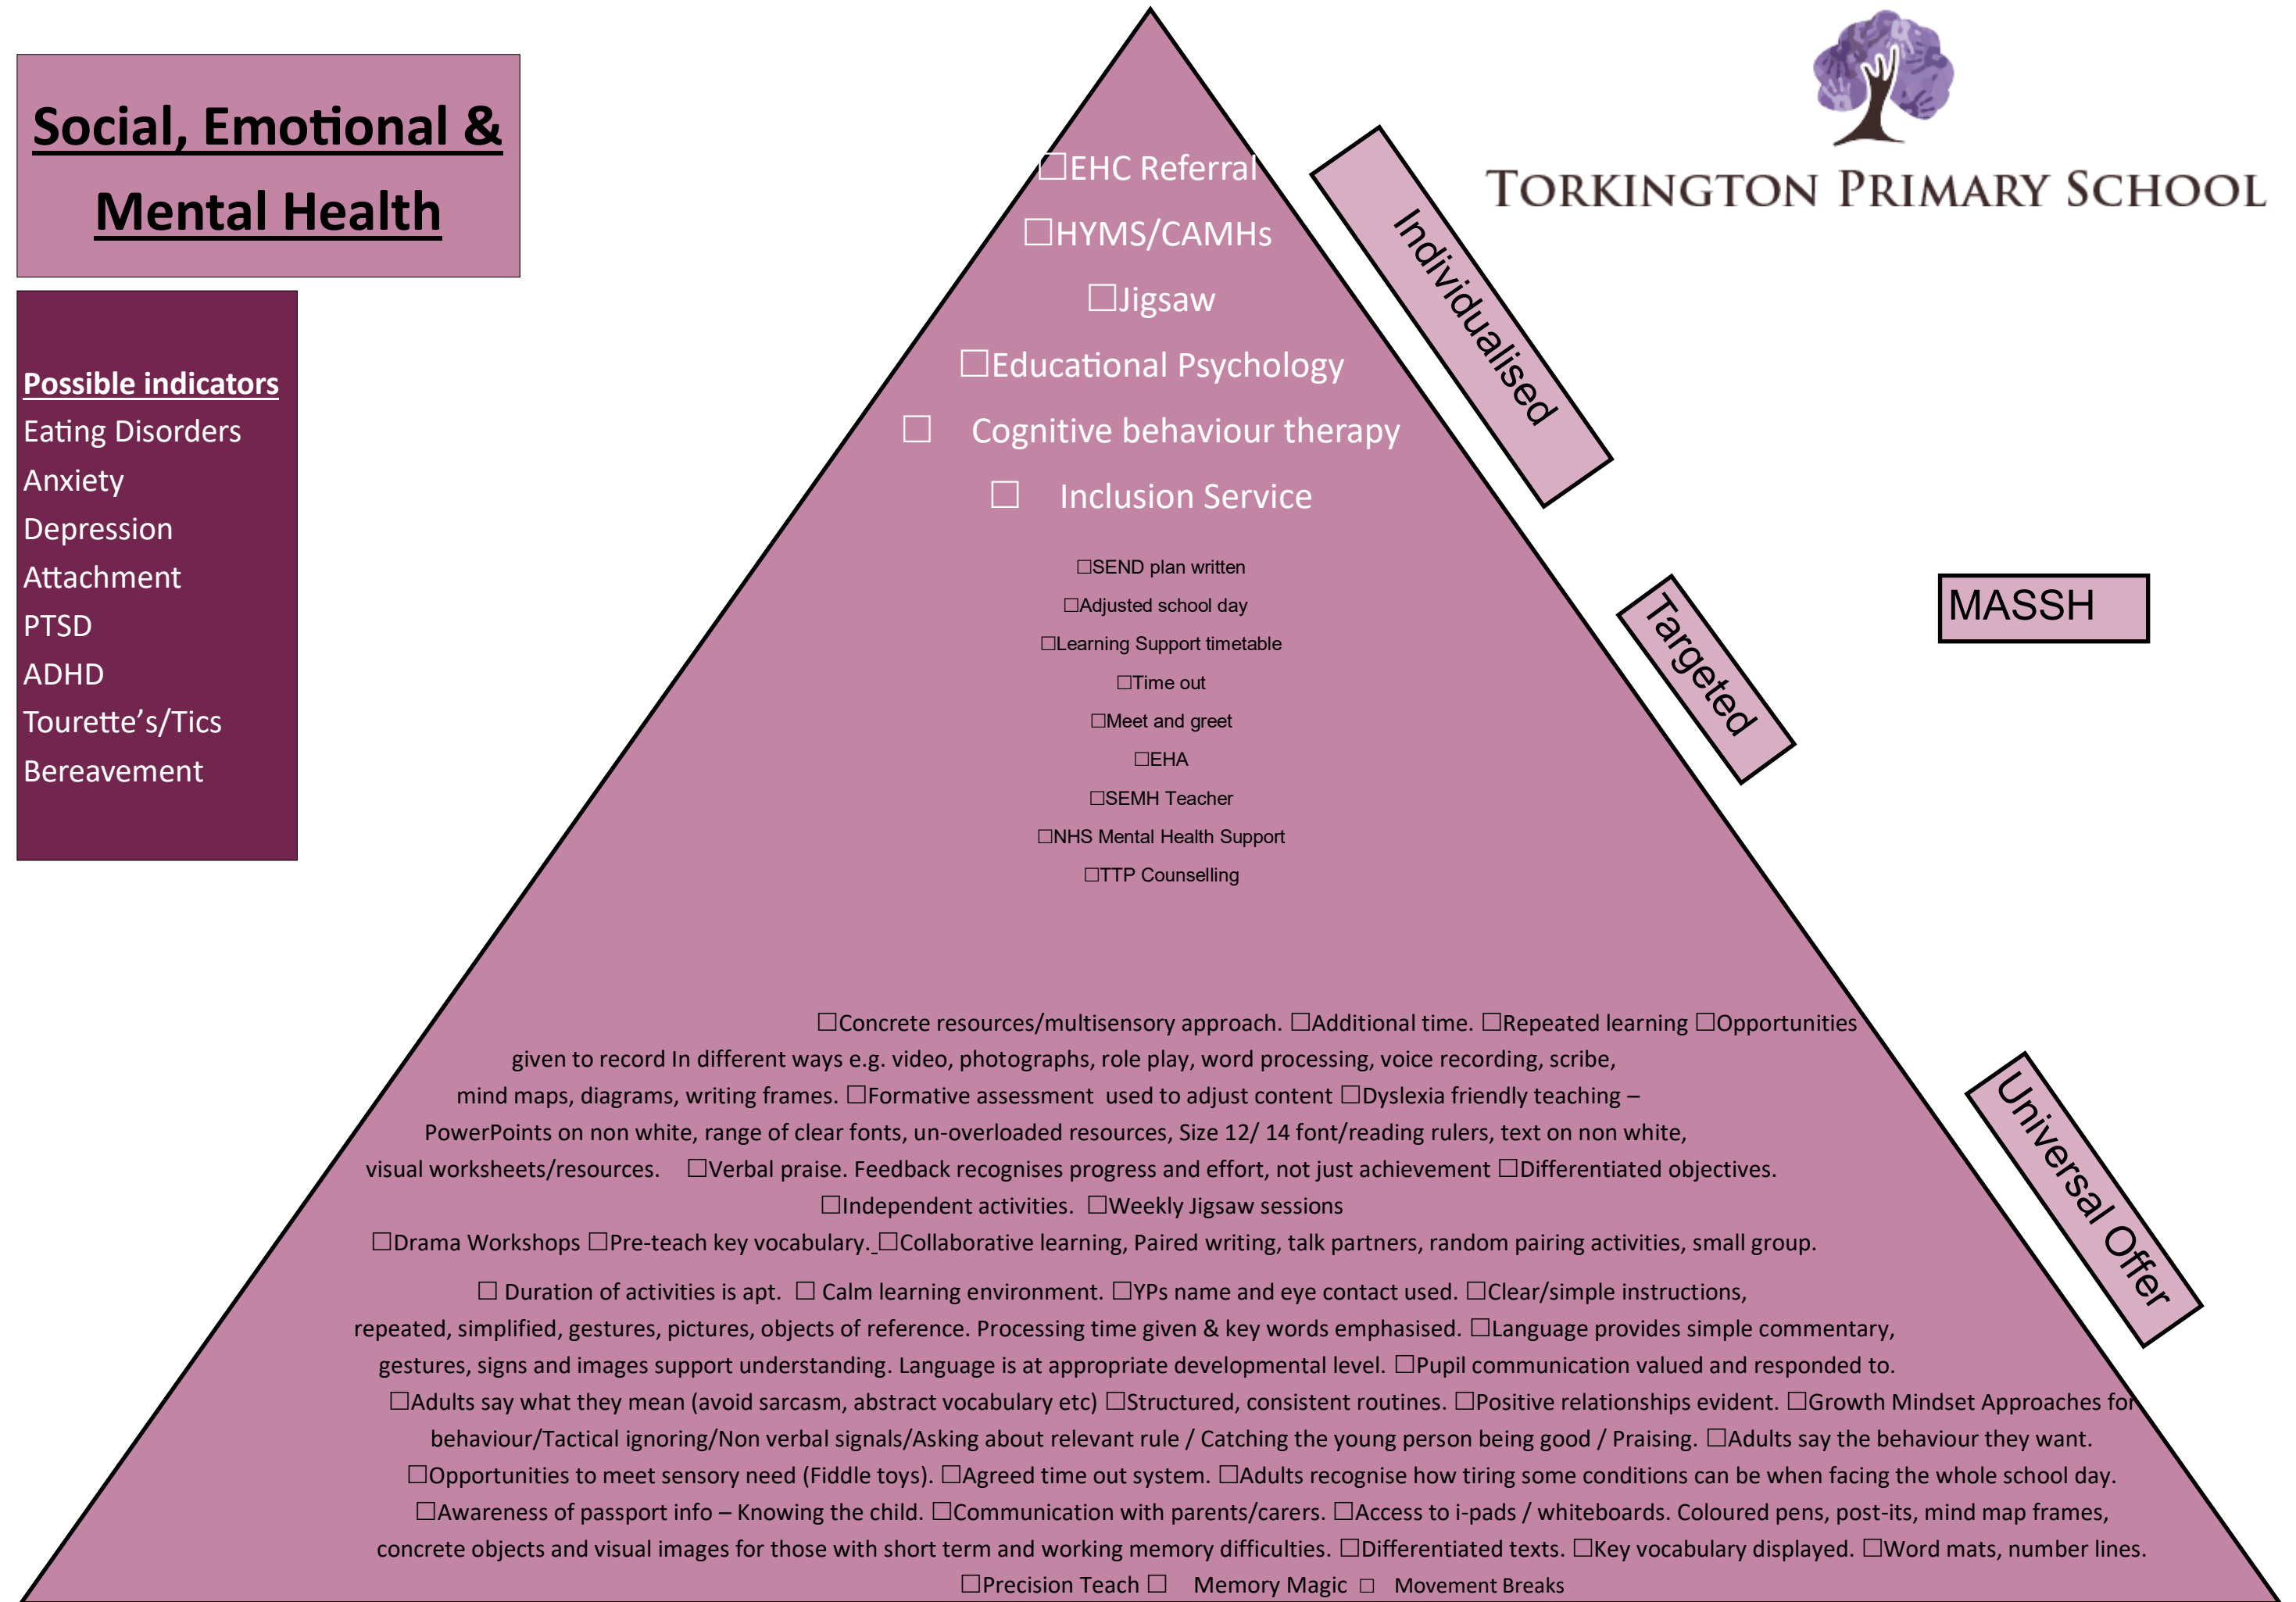 Social, Emotional &
Mental Health
TORKINGTON PRIMARY SCHOOL
Possible indicators
Eating Disorders
Anxiety
Depression
Attachment
PTSD
ADHD
Tourette’s/Tics
Bereavement
☐EHC Referral
☐HYMS/CAMHs
☐Jigsaw
☐Educational Psychology
☐ Cognitive behaviour therapy
☐ Inclusion Service
Individualised
☐SEND plan written
☐Adjusted school day
☐Learning Support timetable
☐Time out
☐Meet and greet
☐EHA
☐SEMH Teacher
☐NHS Mental Health Support
☐TTP Counselling
Targeted
MASSH
☐Concrete resources/multisensory approach. ☐Additional time. ☐Repeated learning ☐Opportunities
given to record In different ways e.g. video, photographs, role play, word processing, voice recording, scribe,
mind maps, diagrams, writing frames. ☐Formative assessment used to adjust content ☐Dyslexia friendly teaching –
PowerPoints on non white, range of clear fonts, un-overloaded resources, Size 12/ 14 font/reading rulers, text on non white,
visual worksheets/resources. ☐Verbal praise. Feedback recognises progress and effort, not just achievement ☐Differentiated objectives.
☐Independent activities. ☐Weekly Jigsaw sessions
☐Drama Workshops ☐Pre-teach key vocabulary. ☐Collaborative learning, Paired writing, talk partners, random pairing activities, small group.
☐ Duration of activities is apt. ☐ Calm learning environment. ☐YPs name and eye contact used. ☐Clear/simple instructions,
repeated, simplified, gestures, pictures, objects of reference. Processing time given & key words emphasised. ☐Language provides simple commentary,
gestures, signs and images support understanding. Language is at appropriate developmental level. ☐Pupil communication valued and responded to.
☐Adults say what they mean (avoid sarcasm, abstract vocabulary etc) ☐Structured, consistent routines. ☐Positive relationships evident. ☐Growth Mindset Approaches for
behaviour/Tactical ignoring/Non verbal signals/Asking about relevant rule / Catching the young person being good / Praising. ☐Adults say the behaviour they want.
☐Opportunities to meet sensory need (Fiddle toys). ☐Agreed time out system. ☐Adults recognise how tiring some conditions can be when facing the whole school day.
☐Awareness of passport info – Knowing the child. ☐Communication with parents/carers. ☐Access to i-pads / whiteboards. Coloured pens, post-its, mind map frames,
concrete objects and visual images for those with short term and working memory difficulties. ☐Differentiated texts. ☐Key vocabulary displayed. ☐Word mats, number lines.
☐Precision Teach ☐ Memory Magic ☐ Movement Breaks
Universal Offer